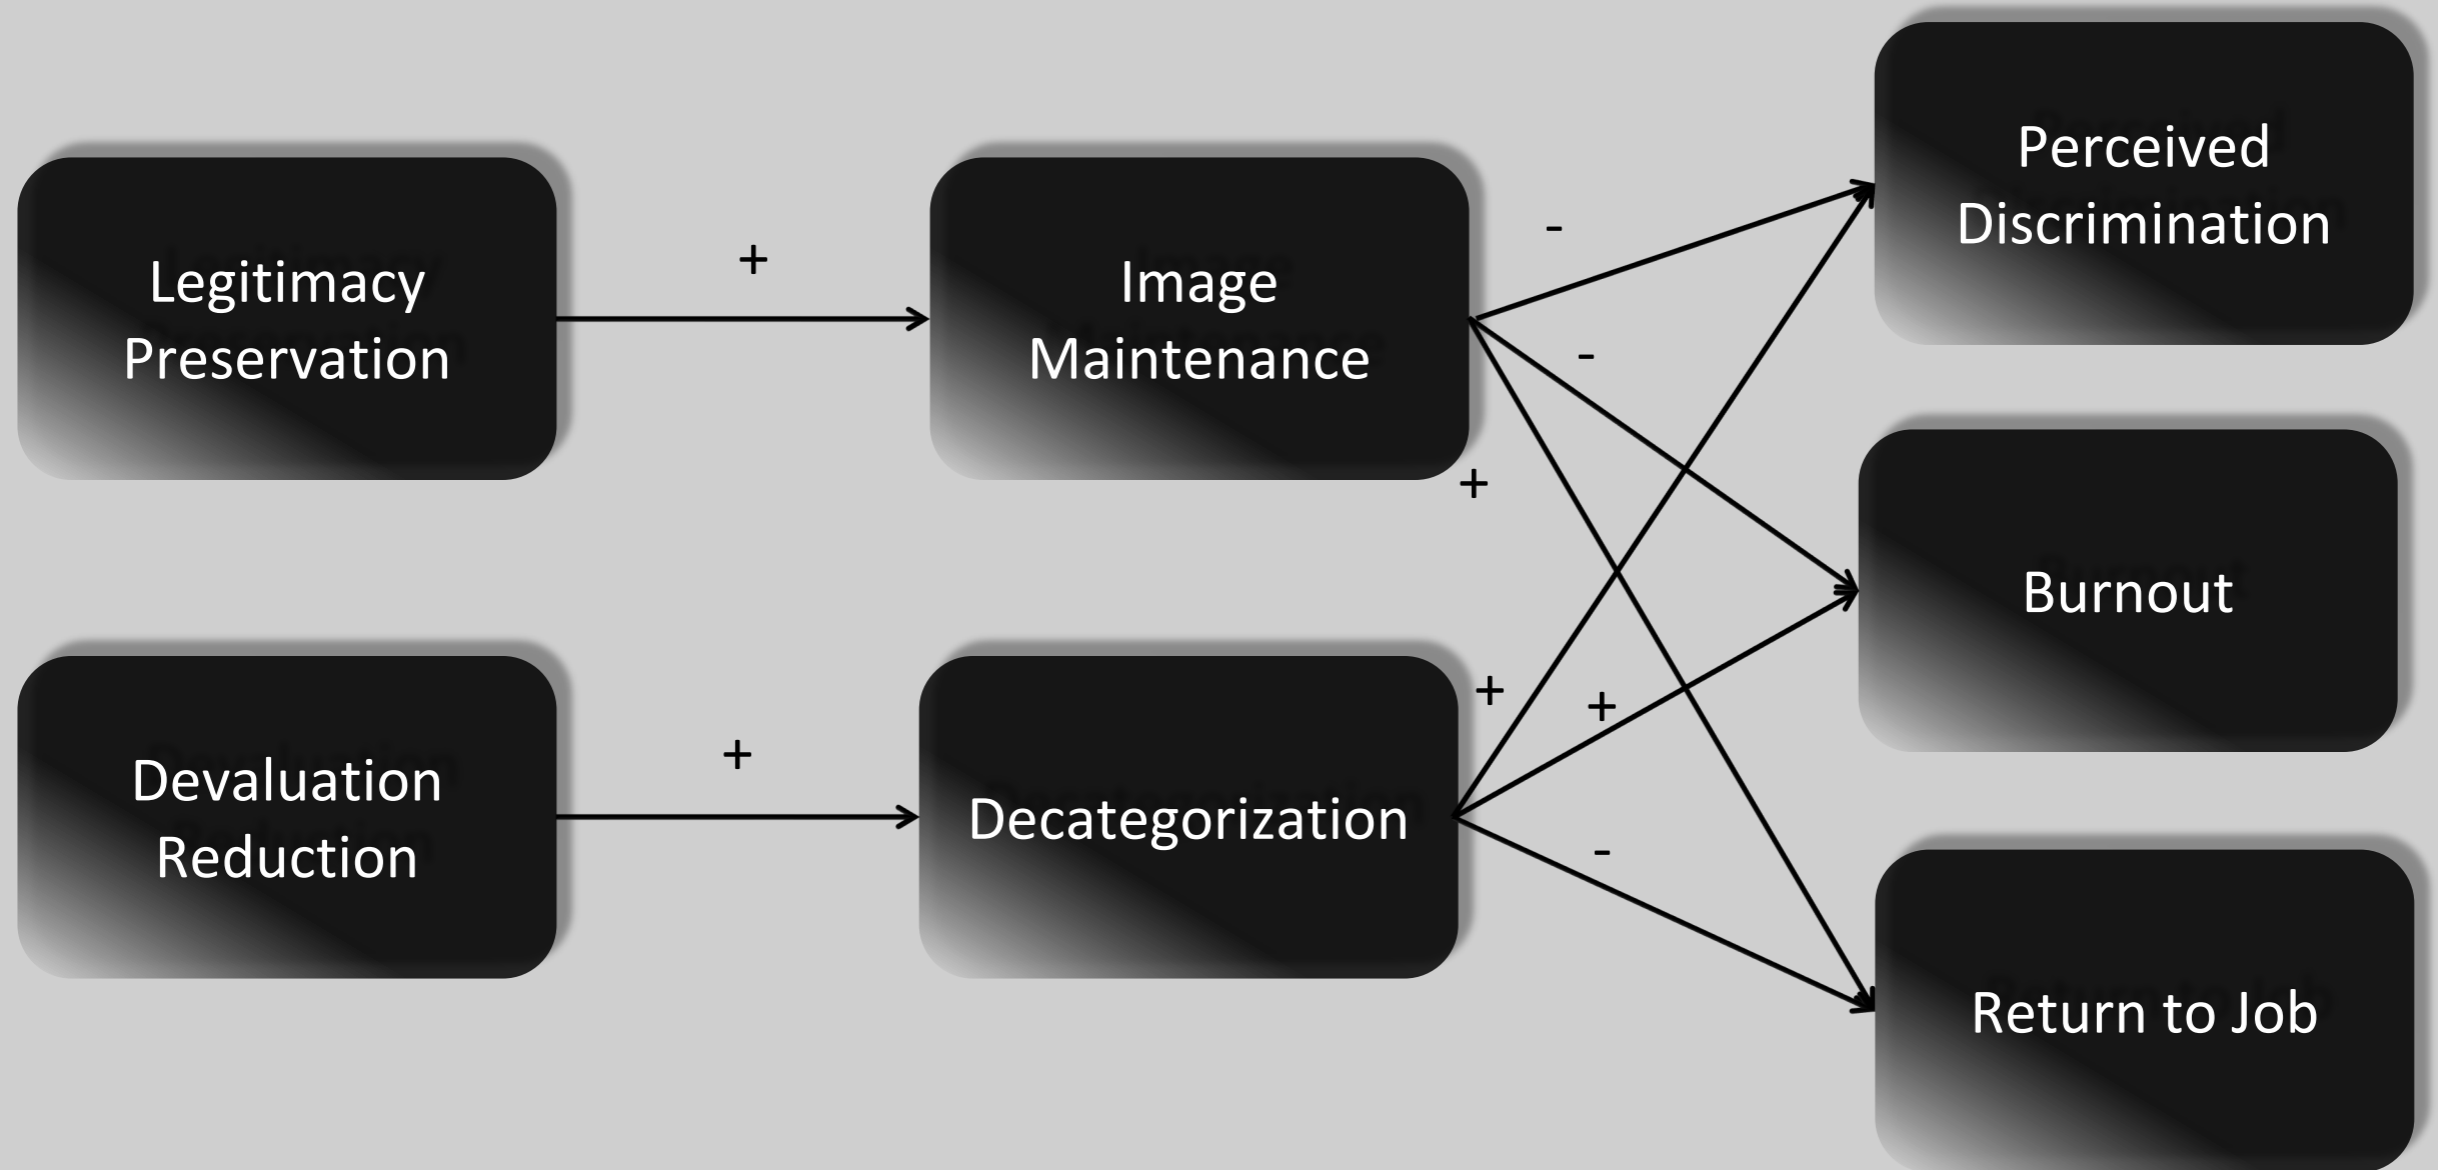 Legitimacy
Preservation
+
Image
Maintenance
-
-
+
Perceived
Discrimination
Burnout
Devaluation
Reduction
+
Decategorization
+
+
-
Return to Job